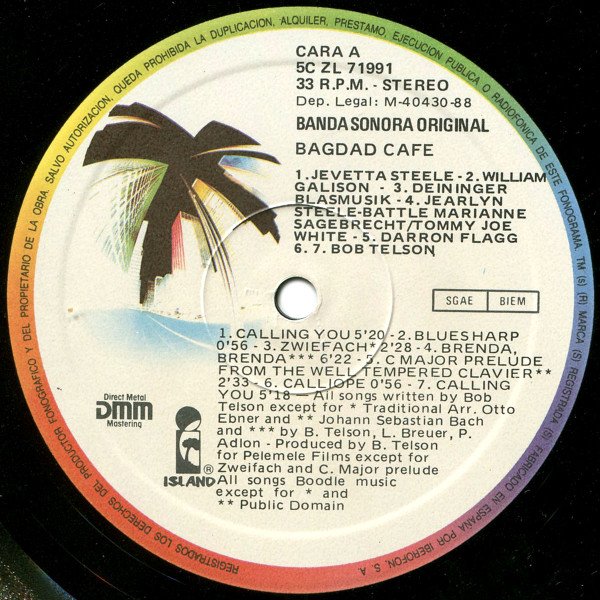 SALVO AUTORIZACION, QUEDA PROHIBIDA LA DUPLICACION, ALQUILER, PRESTAMO, EJECUCION PUBLICA O RADIOFONICA DE ESTE FONOGRAMA. TM (s) (R) MARCA (S) REGISTRADA (S) FABRICADO EN ESPAÑA POR IBEROFON, S. A.
REGISTRADOS LOS DERECHOS DEL PRODUCTOR FONOGRAFICO Y DEL PROPIETARIO DE LA OBRA.
CARA A
5C ZL 71991
33 R.P.M. - STEREO
Dep. Legal: M-40430-88
BANDA SONORA ORIGINAL
BAGDAD CAFE
1. JEVETTA STEELE - 2. WILLIAM
GALISON - 3. DEININGER
BLASMUSIK - 4. JEARLYN
STEELE-BATTLE MARIANNE
SAGEBRECHT/TOMMY JOE
WHITE - 5. DARRON FLAGG
6. 7. BOB TELSON
SGAE BIEM
1. CALLING YOU 5'20 - 2. BLUESHARP
0'56 - 3. ZWIEFACH* 2'28 - 4. BRENDA,
BRENDA*** 6'22 - 5. C MAJOR PRELUDE
FROM THE WELL-TEMPERED CLAVIER**
2'33 - 6. CALLIOPE 0'56 - 7. CALLING
YOU 5'18 - All songs written by Bob
Telson except for * Traditional Arr. Otto
Ebner and ** Johann Sebastian Bach
and *** by B. Telson, L. Breuer, P.
Adlon - Produced by B. Telson
for Pelemele Films except for
Zweifach and C. Major prelude
All songs Boodle music
except for * and
** Public Domain
Direct Metal
DMM
Mastering
ISLAND®